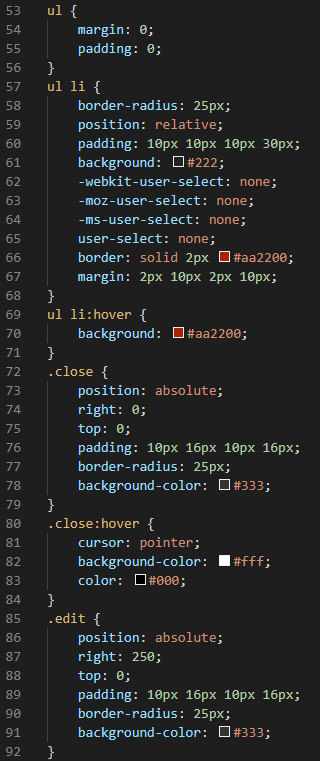 53 ul {
54     margin: 0;
55     padding: 0;
56 }
57 ul li {
58     border-radius: 25px;
59     position: relative;
60     padding: 10px 10px 10px 30px;
61     background: #222;
62     -webkit-user-select: none;
63     -moz-user-select: none;
64     -ms-user-select: none;
65     user-select: none;
66     border: solid 2px #aa2200;
67     margin: 2px 10px 2px 10px;
68 }
69 ul li:hover {
70     background: #aa2200;
71 }
72 .close {
73     position: absolute;
74     right: 0;
75     top: 0;
76     padding: 10px 16px 10px 16px;
77     border-radius: 25px;
78     background-color: #333;
79 }
80 .close:hover {
81     cursor: pointer;
82     background-color: #fff;
83     color: #000;
84 }
85 .edit {
86     position: absolute;
87     right: 250;
88     top: 0;
89     padding: 10px 16px 10px 16px;
90     border-radius: 25px;
91     background-color: #333;
92 }